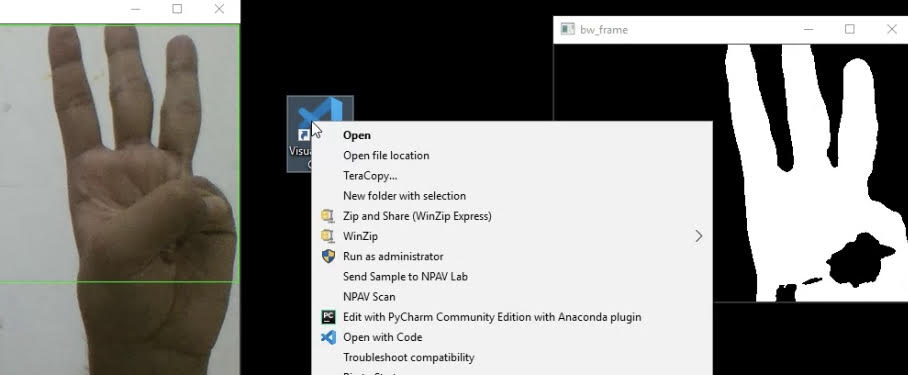 bw_frame
Open
Open file location
TeraCopy...
New folder with selection
Zip and Share (WinZip Express)
WinZip
Run as administrator
Send Sample to NPAV Lab
NPAV Scan
PC
Edit with PyCharm Community Edition with Anaconda plugin
Open with Code
Troubleshoot compatibility